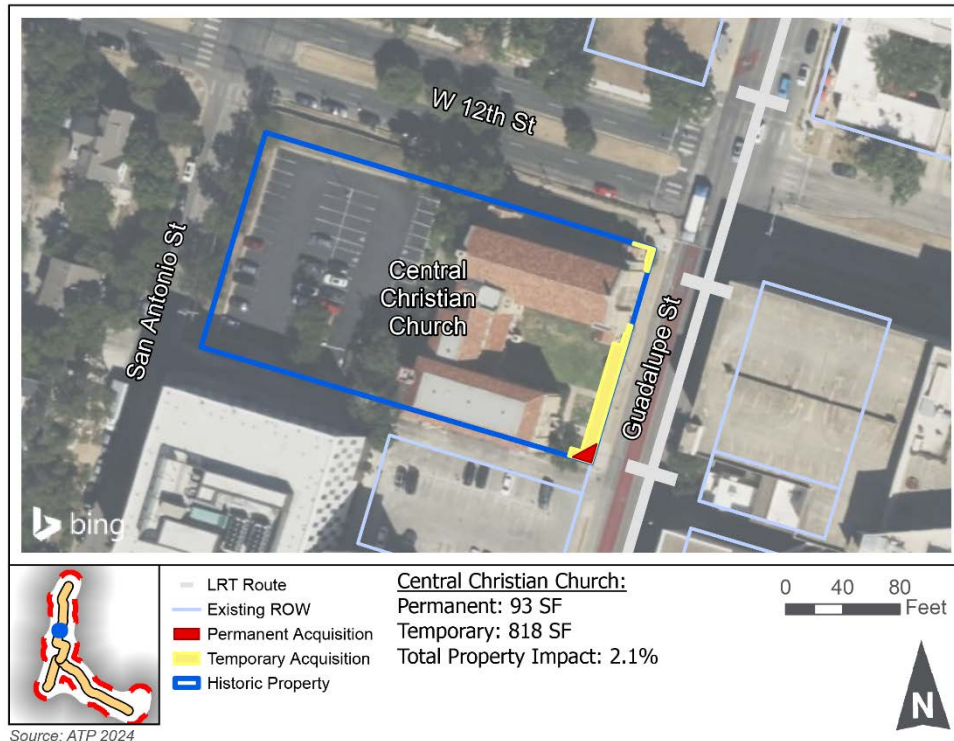 W 12th St
San Antonio St
Central
Christian
Church
Guadalupe St
bing
LRT Route
Existing ROW
Permanent Acquisition
Temporary Acquisition
Historic Property
Central Christian Church:
Permanent: 93 SF
Temporary: 818 SF
Total Property Impact: 2.1%
0 40 80
Feet
N
Source: ATP 2024